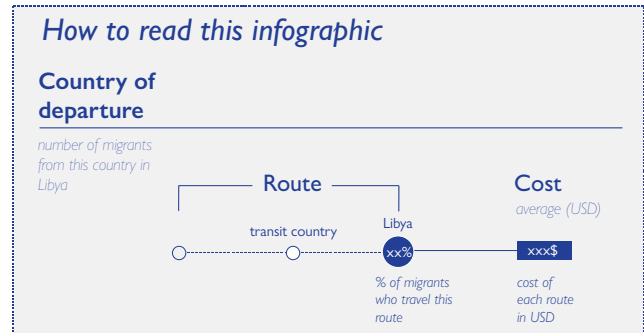 How to read this infographic
Country of
departure
number of migrants
from this country in
Libya
Route
Cost
average (USD)
transit country
Libya
xx%
xxx$
% of migrants
who travel this
route
cost of
each route
in USD